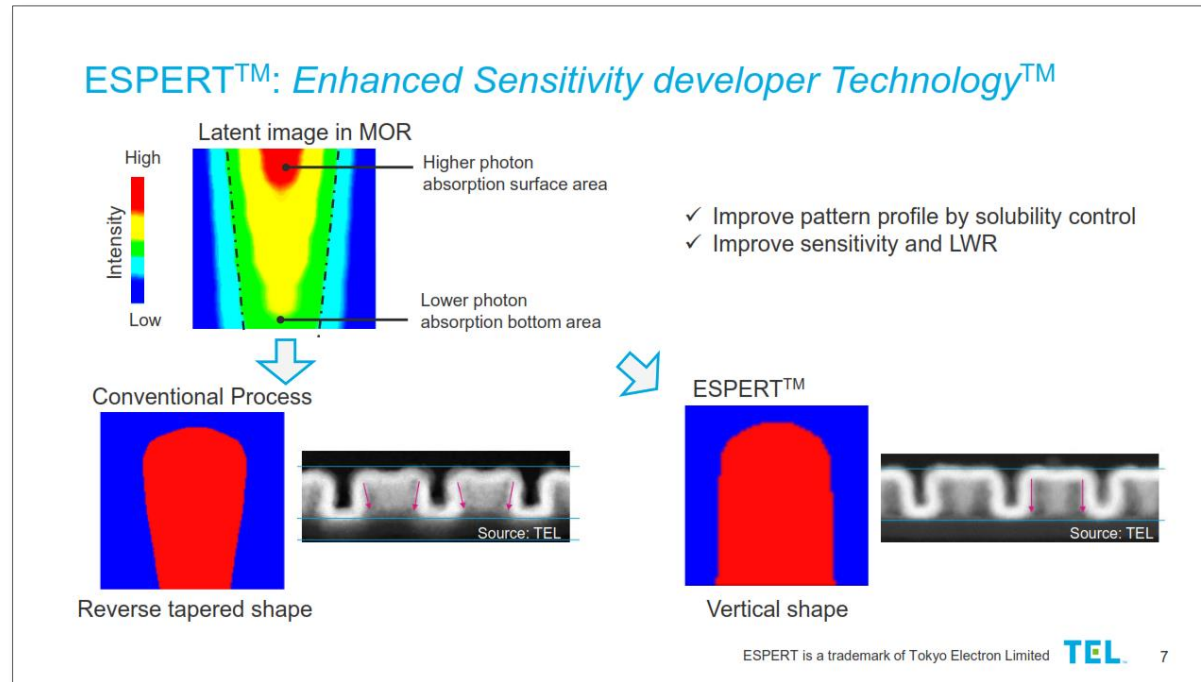 ESPERT™: Enhanced Sensitivity developer Technology™
Latent image in MOR
High
Intensity
Low
Higher photon
absorption surface area
Lower photon
absorption bottom area
✓ Improve pattern profile by solubility control
✓ Improve sensitivity and LWR
Conventional Process
Source: TEL
Reverse tapered shape
ESPERT™
Source: TEL
Vertical shape
ESPERT is a trademark of Tokyo Electron Limited
TEL™
7